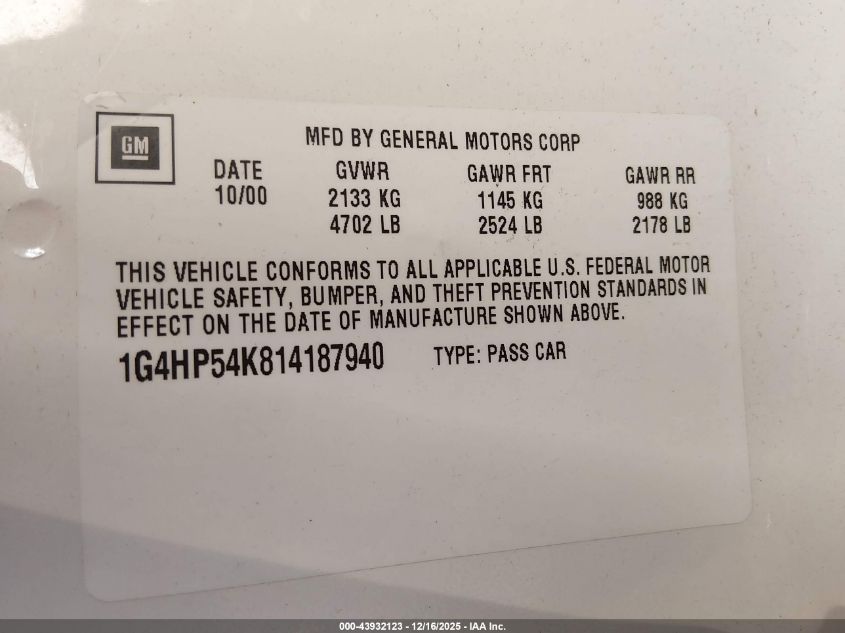 GM
MFD BY GENERAL MOTORS CORP
DATE GVWR GAWR FRT GAWR RR
10/00 2133 KG 1145 KG 988 KG
4702 LB 2524 LB 2178 LB
THIS VEHICLE CONFORMS TO ALL APPLICABLE U.S. FEDERAL MOTOR
VEHICLE SAFETY, BUMPER, AND THEFT PREVENTION STANDARDS IN
EFFECT ON THE DATE OF MANUFACTURE SHOWN ABOVE.
1G4HP54K814187940 TYPE: PASS CAR
000-43932123 - 12/16/2025 - IAA Inc.